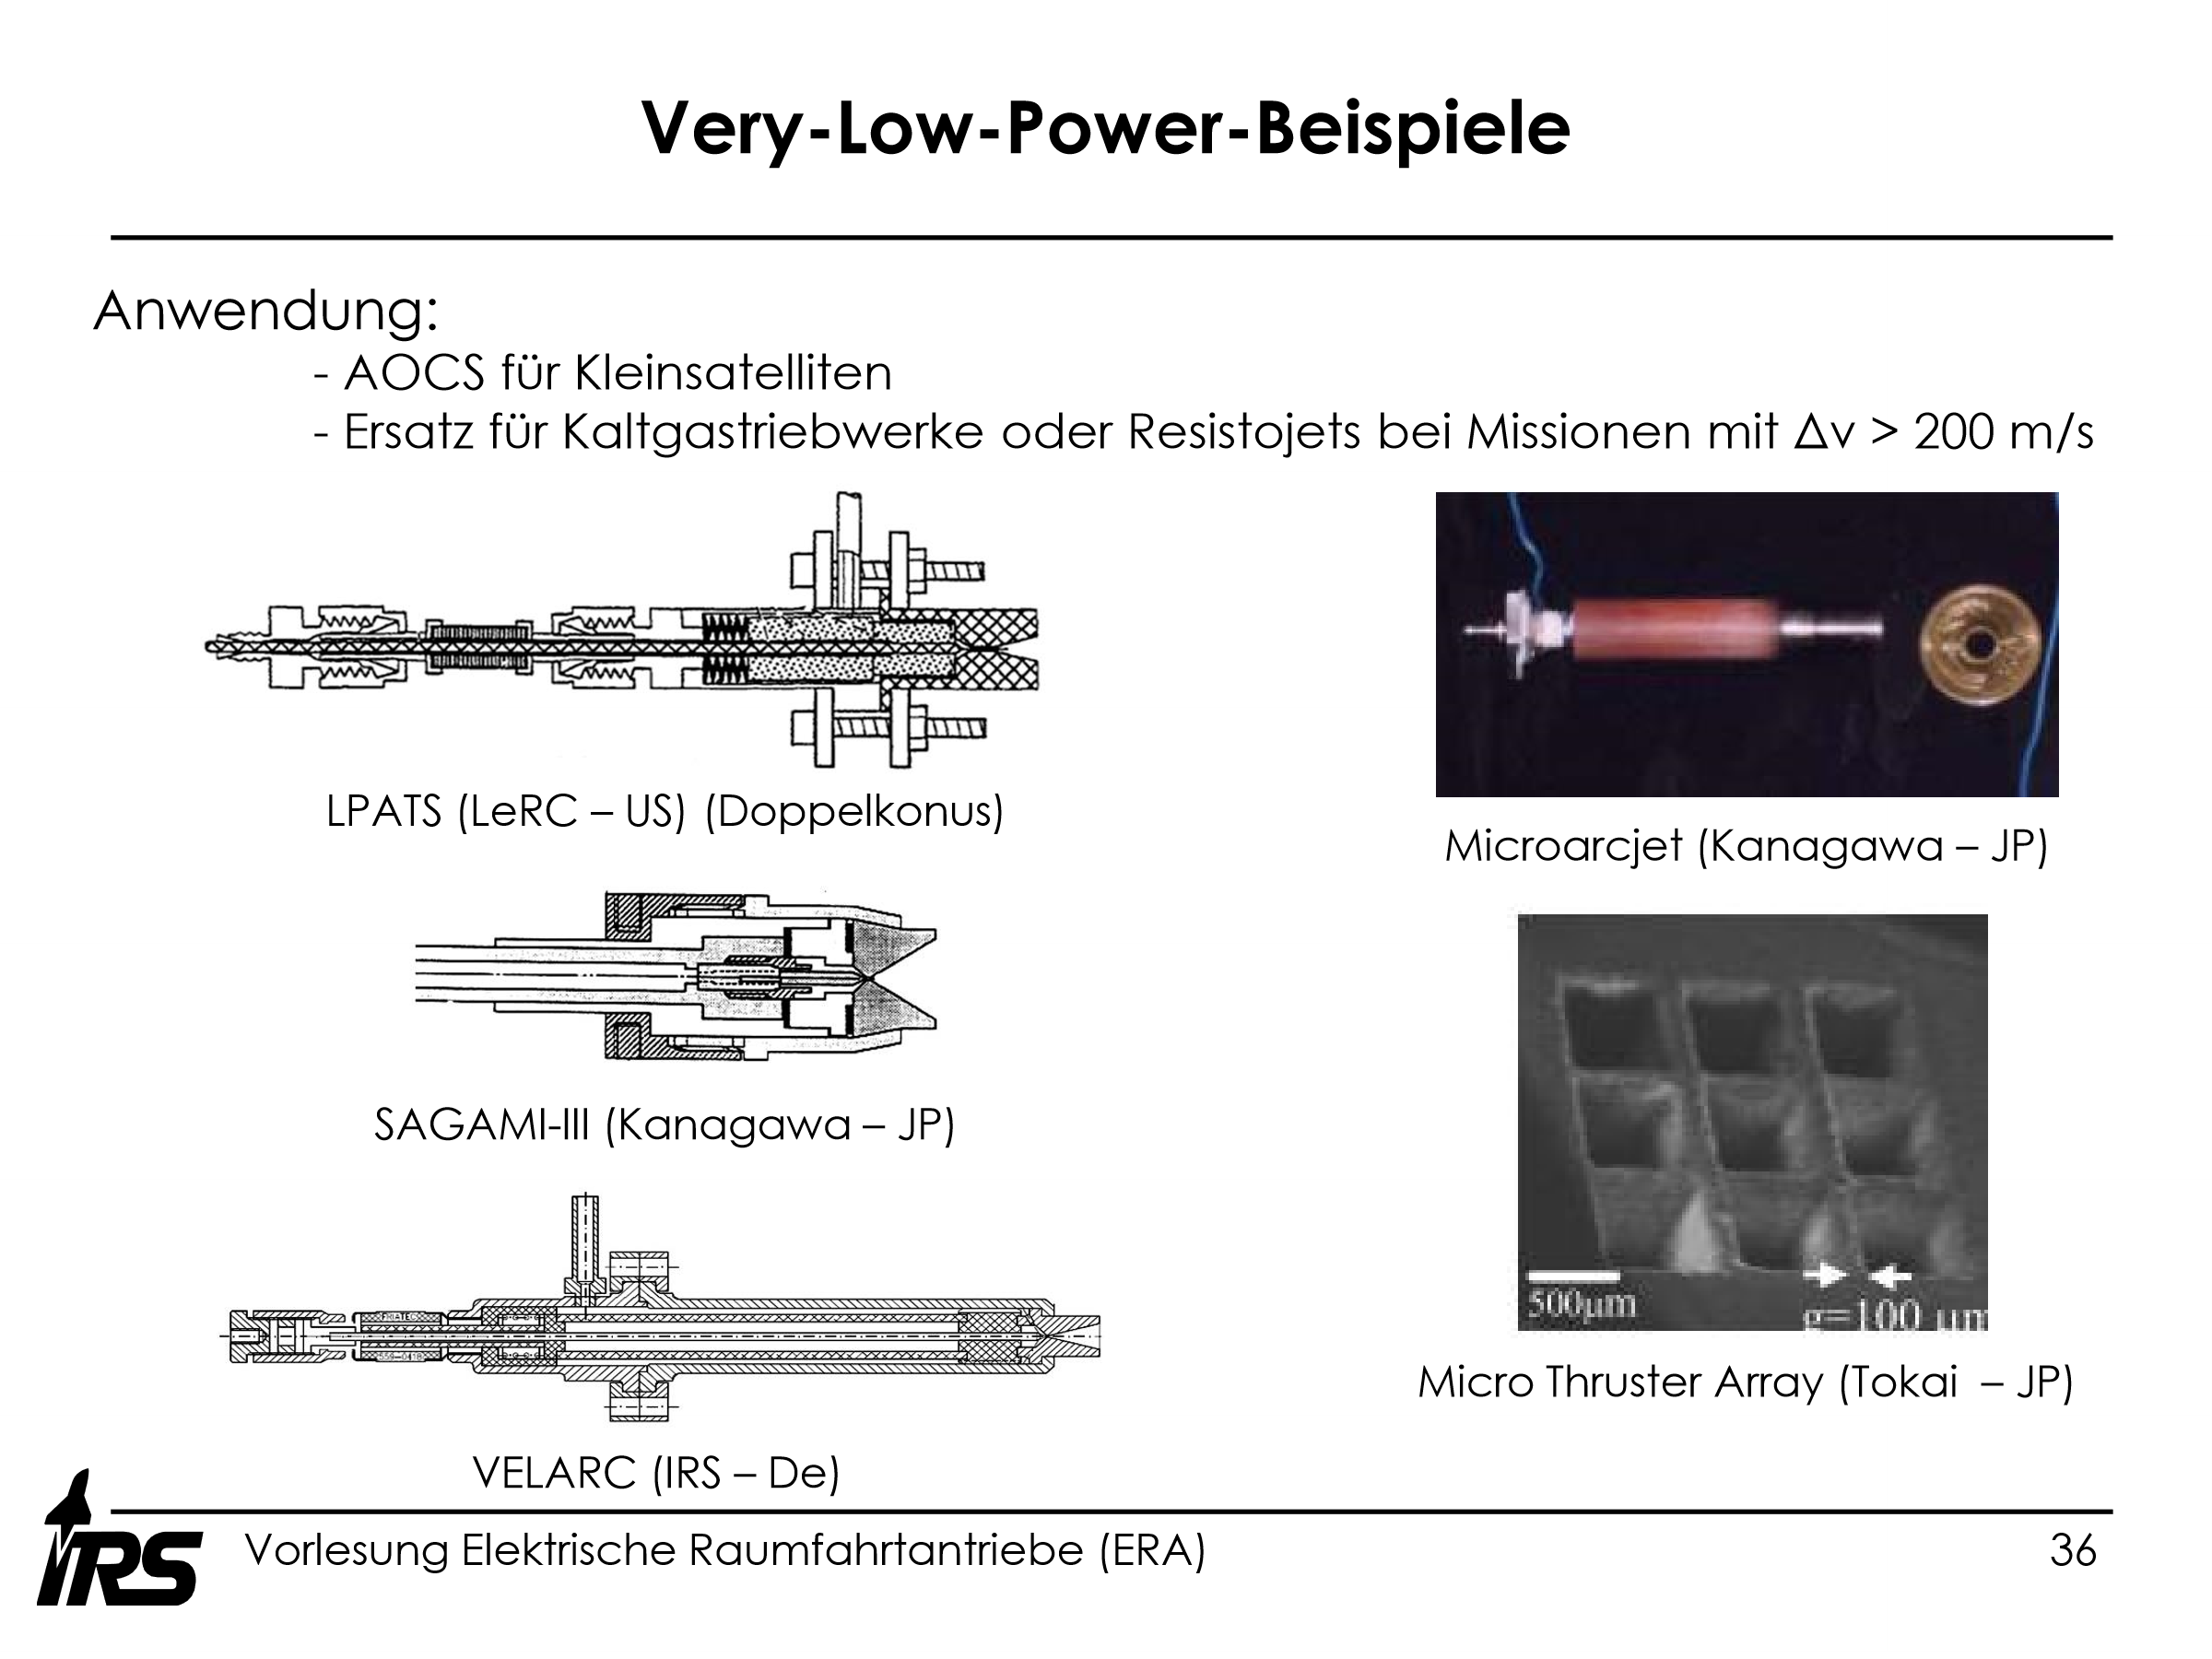 Very-Low-Power-Beispiele
Anwendung:
- AOCS für Kleinsatelliten
- Ersatz für Kaltgastriebwerke oder Resistojets bei Missionen mit Δv > 200 m/s
LPATS (LeRC – US) (Doppelkonus)
Microarcjet (Kanagawa – JP)
SAGAMI-III (Kanagawa – JP)
500µm
g=100 µm
Micro Thruster Array (Tokai – JP)
VELARC (IRS – De)
IRS
Vorlesung Elektrische Raumfahrtantriebe (ERA)
36